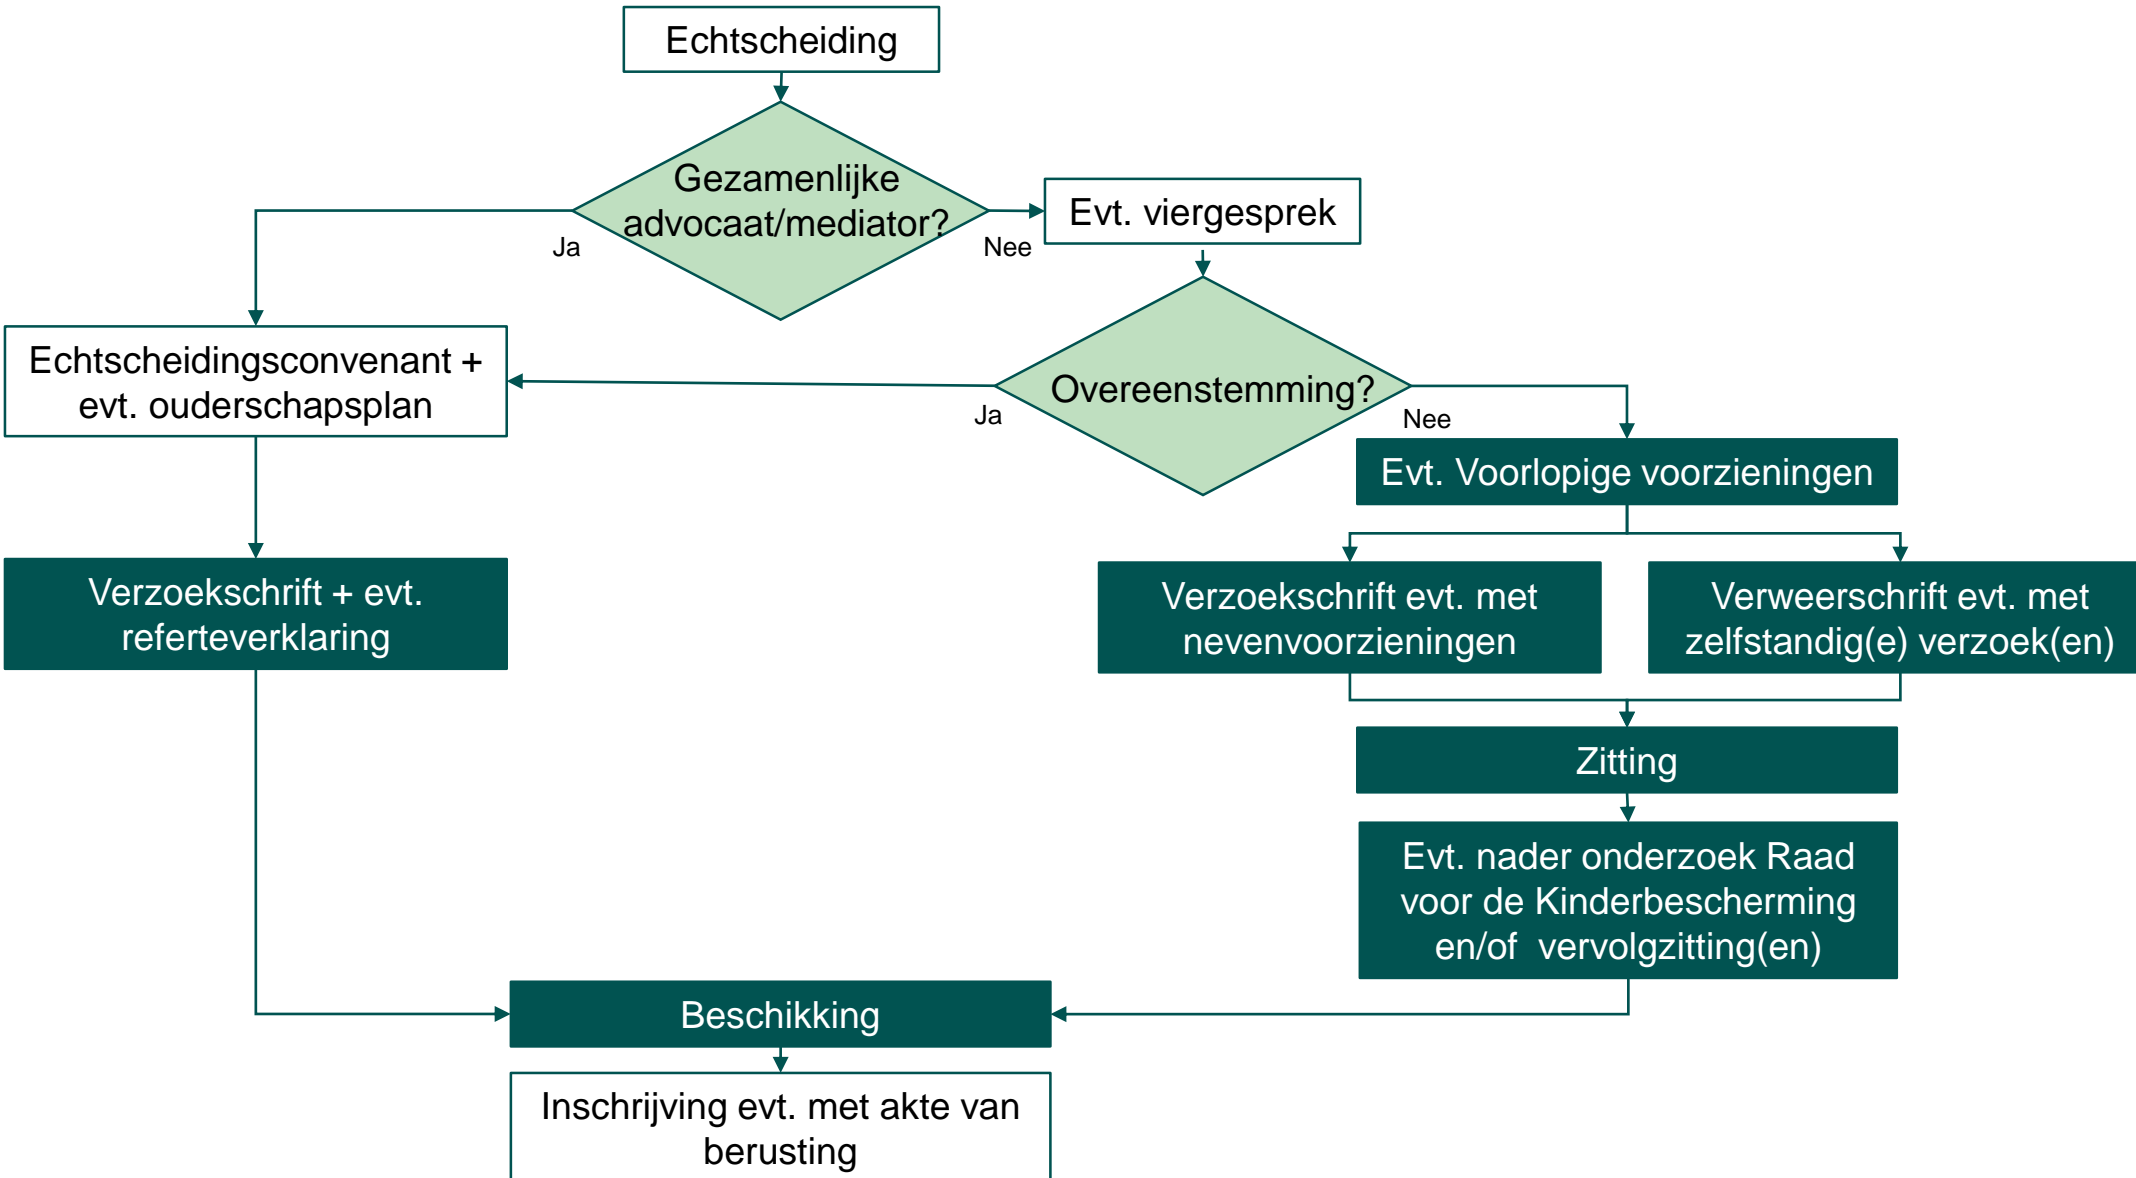 Echtscheiding
Gezamenlijke
advocaat/mediator?
Ja
Nee
Evt. viergesprek
Echtscheidingsconvenant +
evt. ouderschapsplan
Overeenstemming?
Ja
Nee
Evt. Voorlopige voorzieningen
Verzoekschrift + evt.
referteverklaring
Verzoekschrift evt. met
nevenvoorzieningen
Verweerschrift evt. met
zelfstandig(e) verzoek(en)
Zitting
Evt. nader onderzoek Raad
voor de Kinderbescherming
en/of vervolgzitting(en)
Beschikking
Inschrijving evt. met akte van
berusting